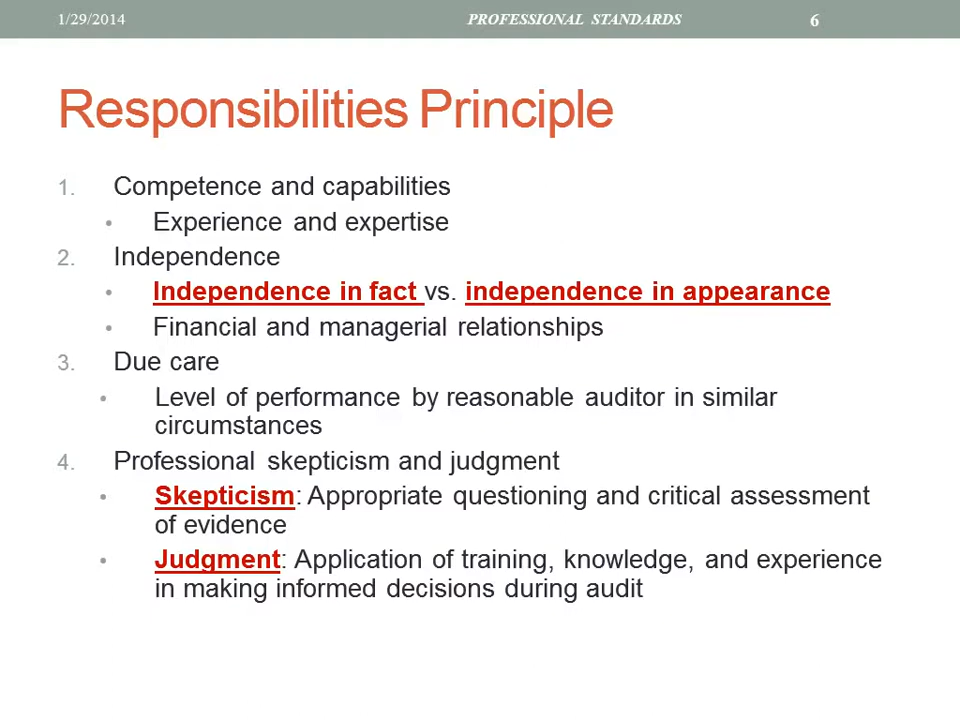 1/29/2014 PROFESSIONAL STANDARDS 6
Responsibilities Principle
1. Competence and capabilities
• Experience and expertise
2. Independence
• Independence in fact vs. independence in appearance
• Financial and managerial relationships
3. Due care
• Level of performance by reasonable auditor in similar
circumstances
4. Professional skepticism and judgment
• Skepticism: Appropriate questioning and critical assessment
of evidence
• Judgment: Application of training, knowledge, and experience
in making informed decisions during audit